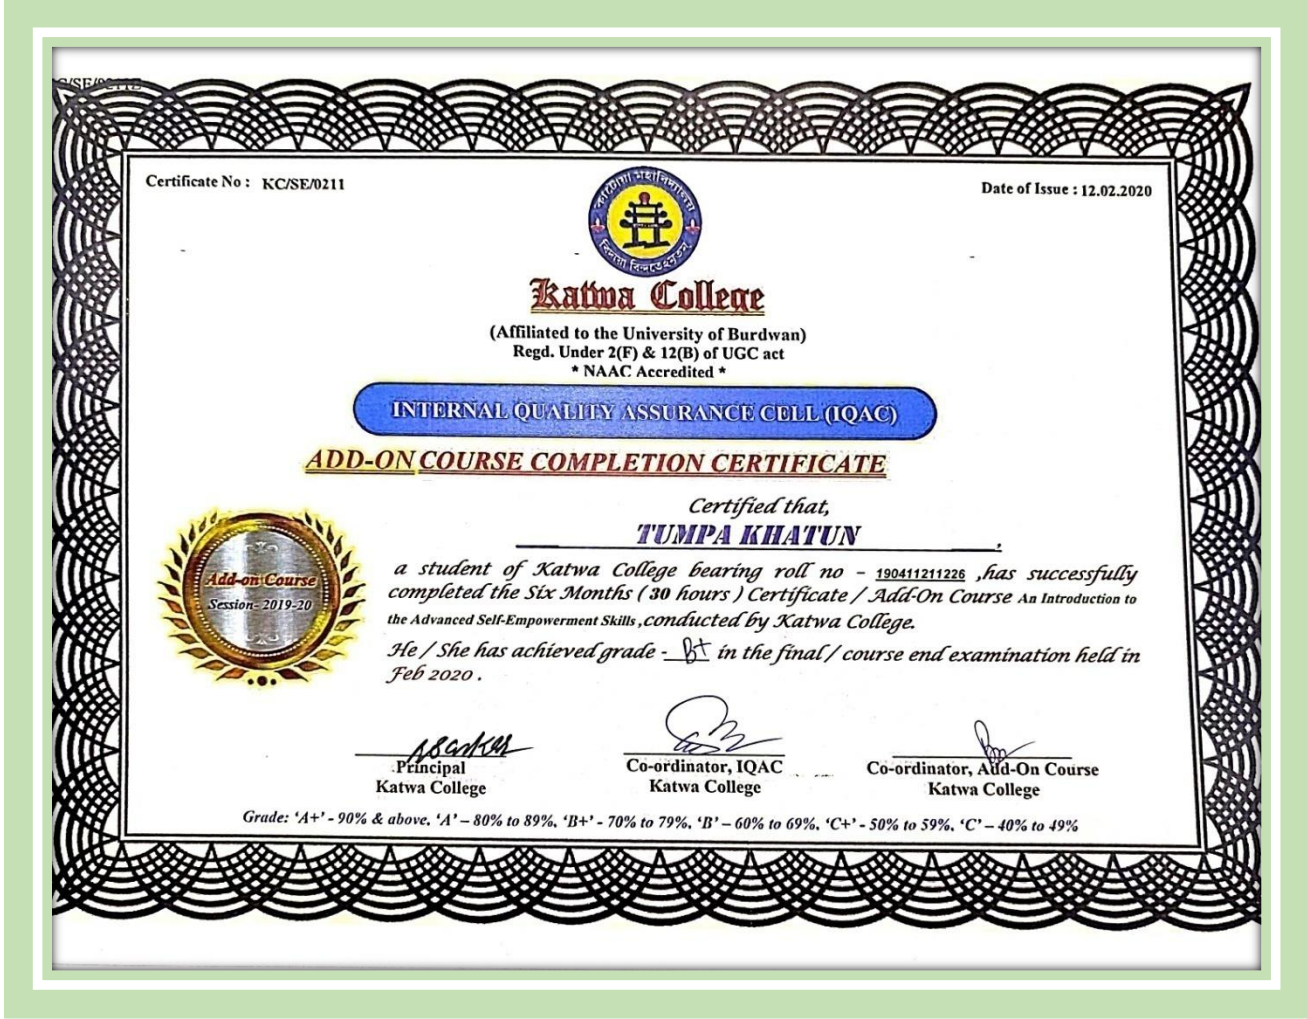 Certificate No : KC/SE/0211
Date of Issue : 12.02.2020
কাটোয়া মহাবিদ্যালয়
Katwa College
(Affiliated to the University of Burdwan)
Regd. Under 2(F) & 12(B) of UGC act
* NAAC Accredited *
INTERNAL QUALITY ASSURANCE CELL (IQAC)
ADD-ON COURSE COMPLETION CERTIFICATE
Certified that,
TUMPA KHATUN ,
Add-on Course
Session- 2019-20
a student of Katwa College bearing roll no - 190411211226 ,has successfully
completed the Six Months ( 30 hours ) Certificate / Add-On Course An Introduction to
the Advanced Self-Empowerment Skills ,conducted by Katwa College.
He / She has achieved grade - B+ in the final / course end examination held in
Feb 2020 .
Principal
Katwa College
Co-ordinator, IQAC
Katwa College
Co-ordinator, Add-On Course
Katwa College
Grade: ‘A+’ - 90% & above, ‘A’ – 80% to 89%, ‘B+’ - 70% to 79%, ‘B’ – 60% to 69%, ‘C+’ - 50% to 59%, ‘C’ – 40% to 49%